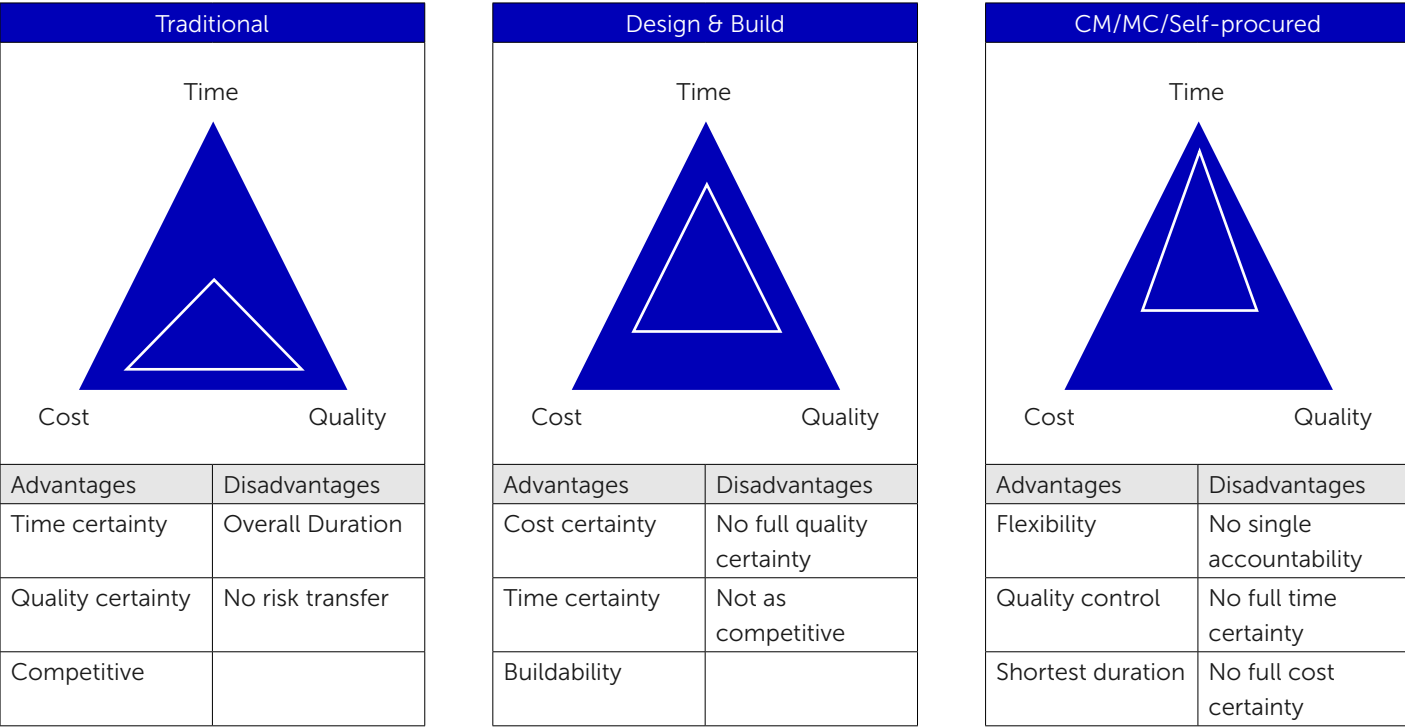 Traditional
Time
Cost
Quality
Advantages
Disadvantages
Time certainty
Overall Duration
Quality certainty
No risk transfer
Competitive
Design & Build
Time
Cost
Quality
Advantages
Disadvantages
Cost certainty
No full quality
certainty
Time certainty
Not as
competitive
Buildability
CM/MC/Self-procured
Time
Cost
Quality
Advantages
Disadvantages
Flexibility
No single
accountability
Quality control
No full time
certainty
Shortest duration
No full cost
certainty